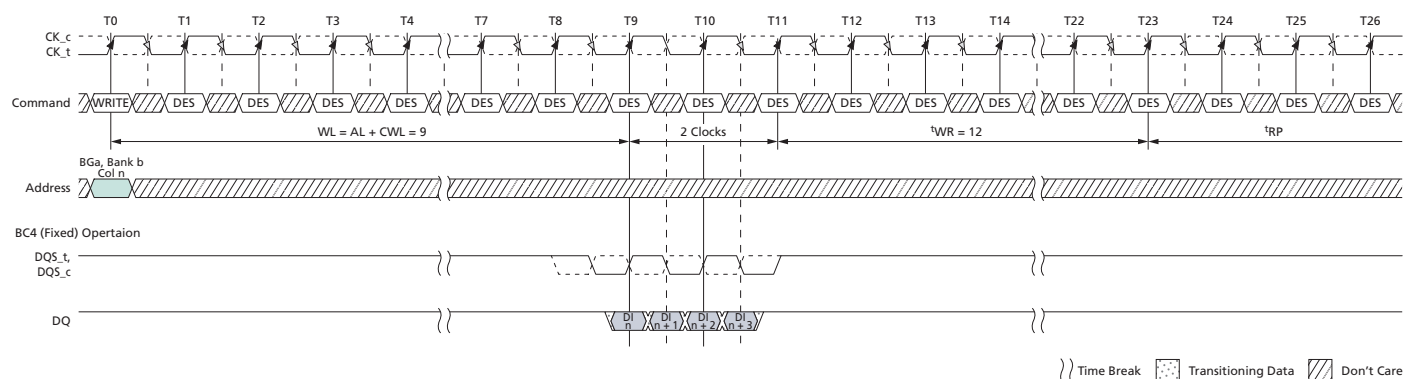 T0 T1 T2 T3 T4 T7 T8 T9 T10 T11 T12 T13 T14 T22 T23 T24 T25 T26
CK_c
CK_t
Command WRITE DES DES DES DES DES DES DES DES DES DES DES DES DES DES DES DES DES
WL = AL + CWL = 9 2 Clocks tWR = 12 tRP
BGa, Bank b
Col n
Address
BC4 (Fixed) Opertaion
DQS_t,
DQS_c
DQ DI n DI n + 1 DI n + 2 DI n + 3
Time Break Transitioning Data Don't Care